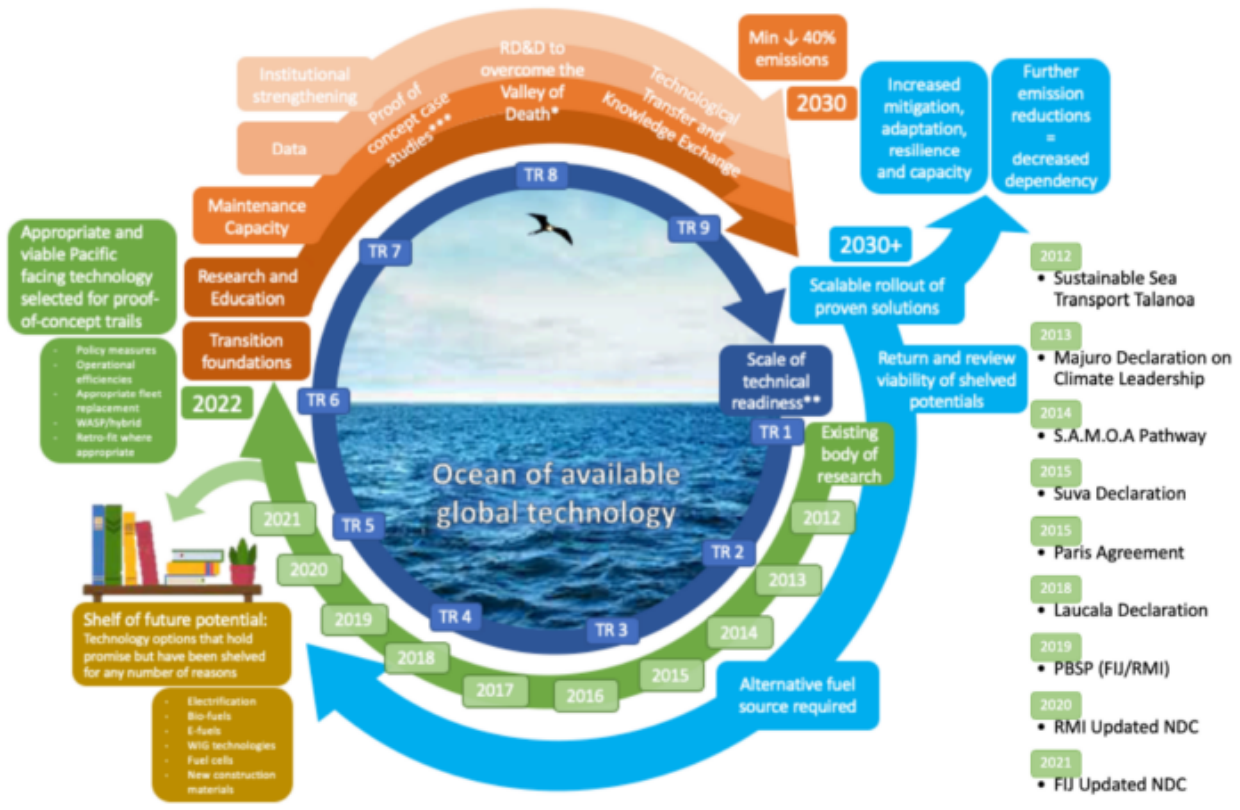 Institutional
strengthening
Data
Maintenance
Capacity
Research and
Education
Transition
foundations
Proof of
concept case
studies***
RD&D to
overcome the
Valley of
Death*
Technological
Transfer and
Knowledge Exchange
Min ↓ 40%
emissions
2030
Increased
mitigation,
adaptation,
resilience
and capacity
Further
emission
reductions
=
decreased
dependency
2030+
Scalable rollout of
proven solutions
Return and review
viability of shelved
potentials
Alternative fuel
source required
Appropriate and
viable Pacific
facing technology
selected for proof-
of-concept trails
- Policy measures
- Operational
efficiencies
- Appropriate fleet
replacement
- WASP/hybrid
- Retro-fit where
appropriate
2022
Scale of
technical
readiness**
TR 1
TR 2
TR 3
TR 4
TR 5
TR 6
TR 7
TR 8
TR 9
Ocean of available
global technology
Existing
body of
research
2012
2013
2014
2015
2016
2017
2018
2019
2020
2021
Shelf of future potential:
Technology options that hold
promise but have been shelved
for any number of reasons
- Electrification
- Bio-fuels
- E-fuels
- WIG technologies
- Fuel cells
- New construction
materials
2012
• Sustainable Sea
Transport Talanoa
2013
• Majuro Declaration on
Climate Leadership
2014
• S.A.M.O.A Pathway
2015
• Suva Declaration
2015
• Paris Agreement
2018
• Laucala Declaration
2019
• PBSP (FIJ/RMI)
2020
• RMI Updated NDC
2021
• FIJ Updated NDC